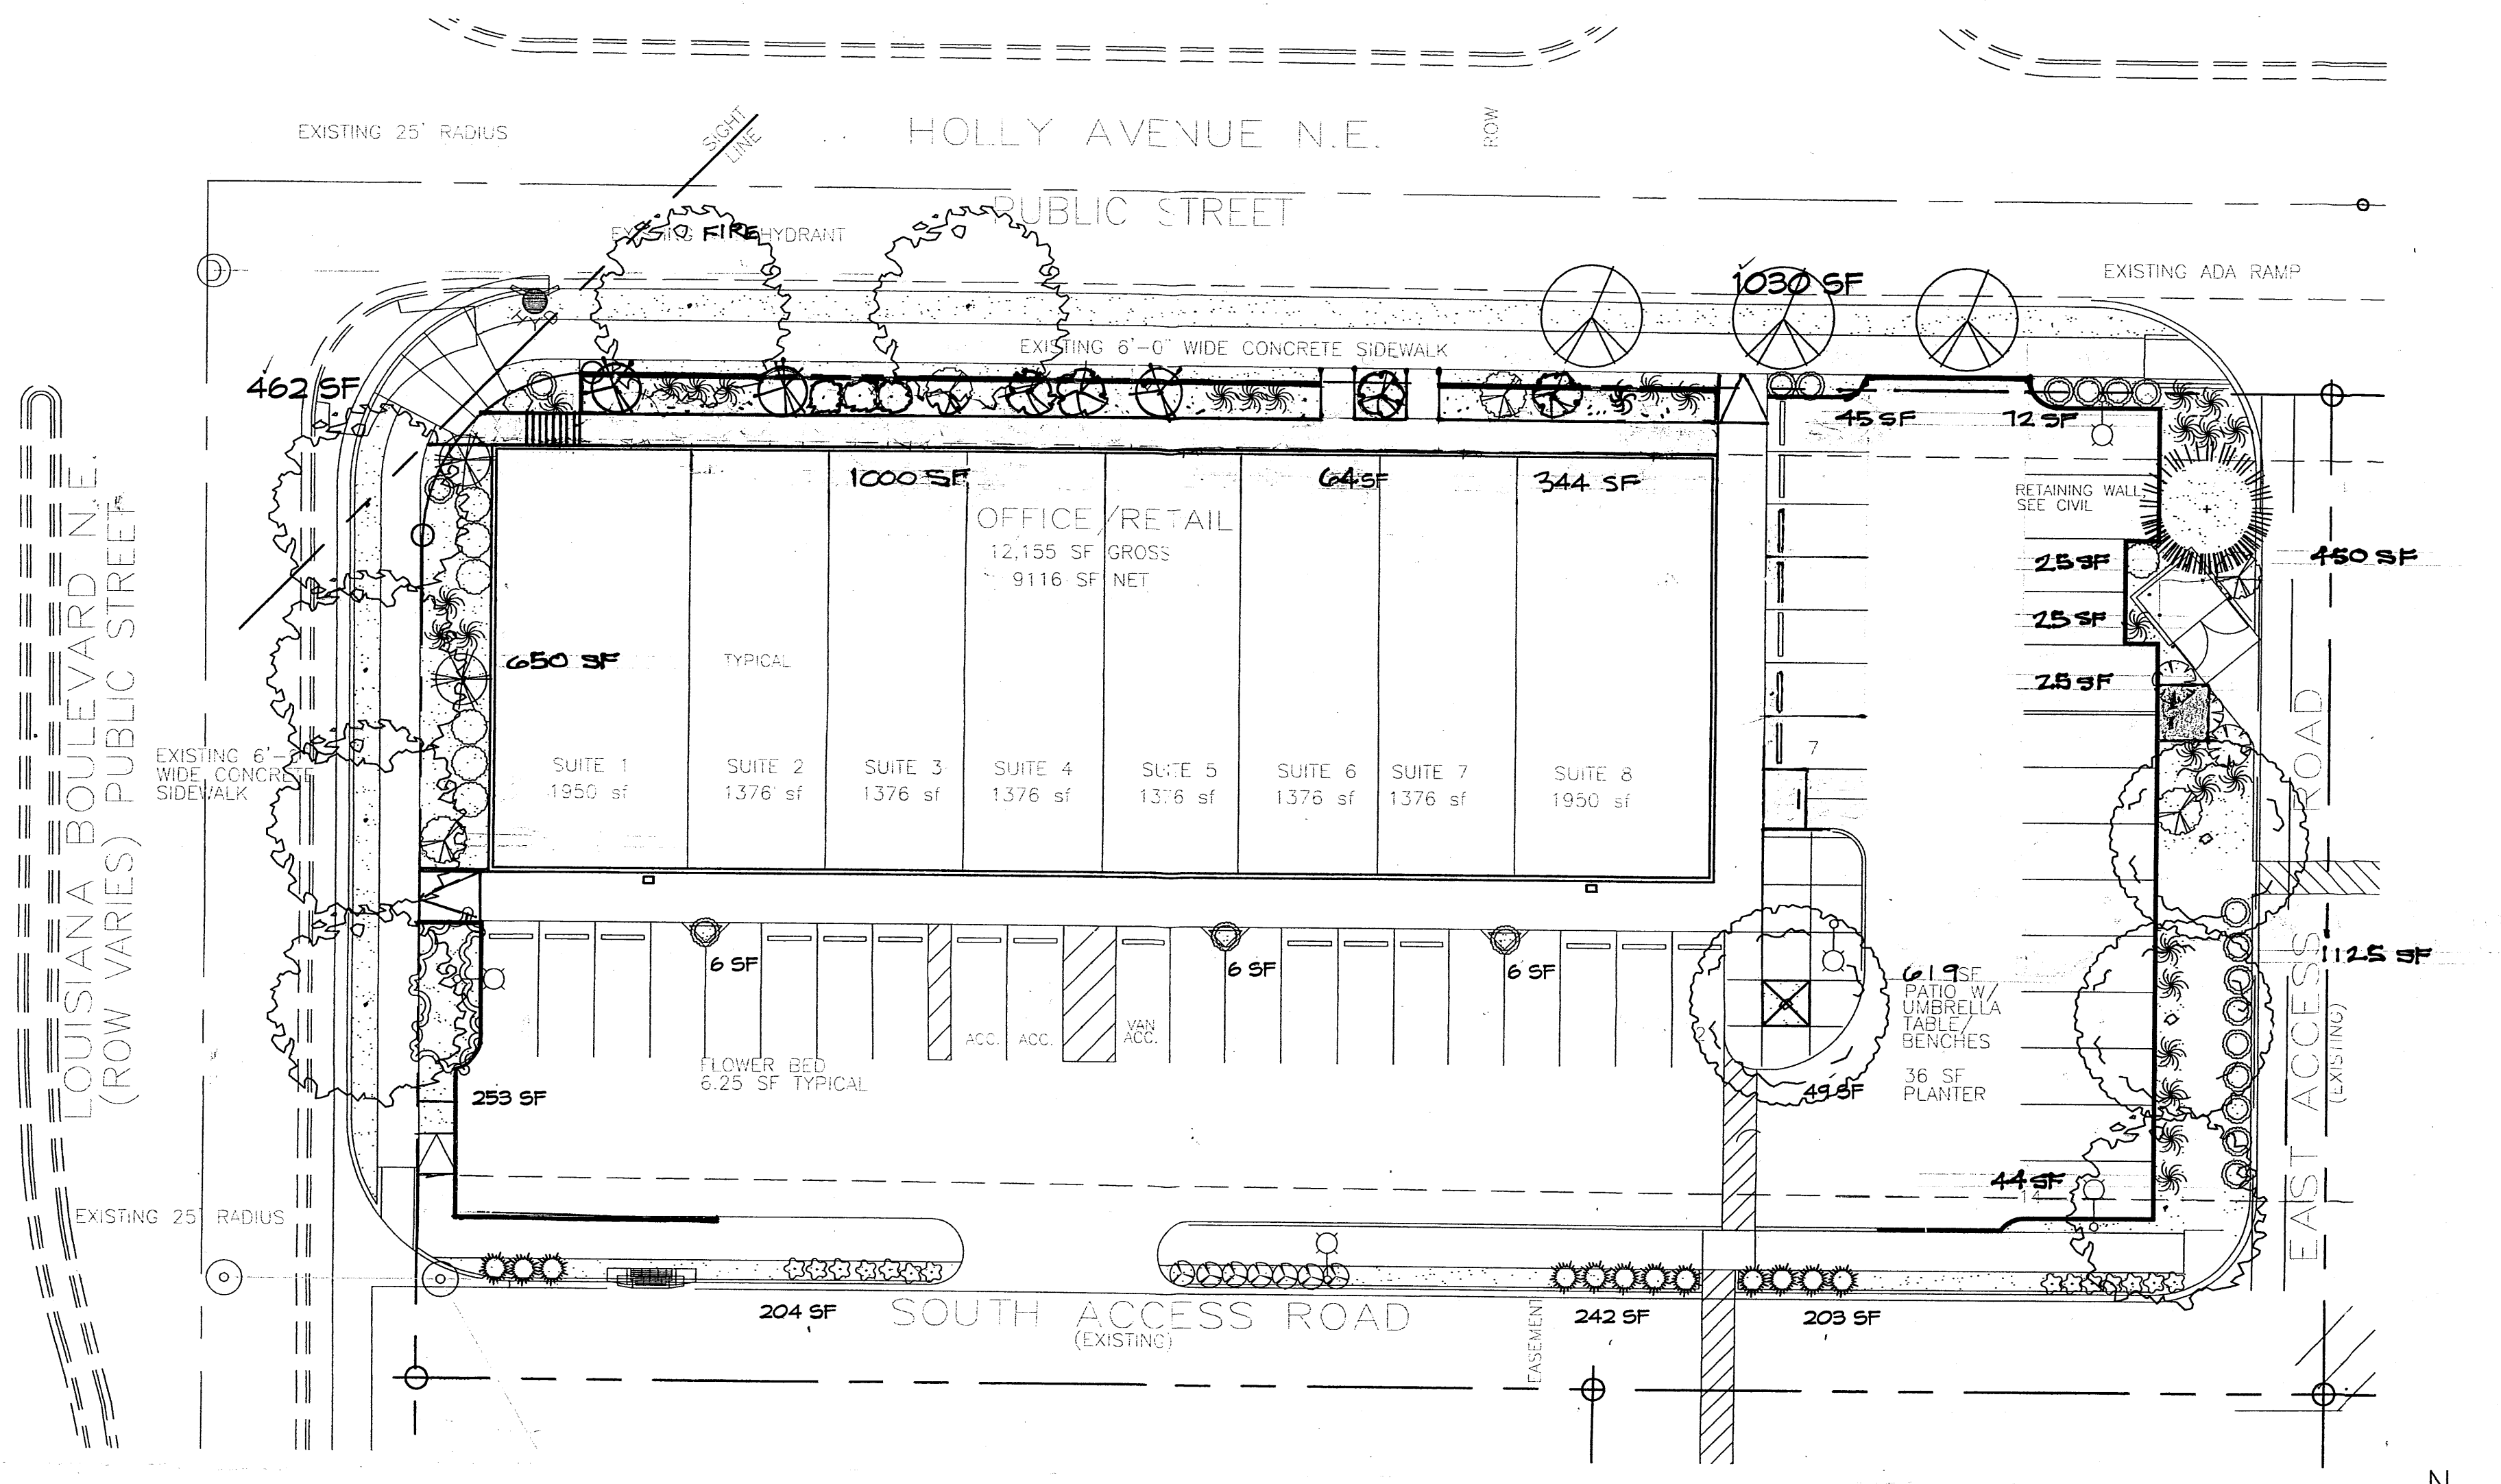 EXISTING 25' RADIUS
SIGHT
LINE
HOLLY AVENUE N.E.
ROW
PUBLIC STREET
FIRE HYDRANT
1030 SF
EXISTING ADA RAMP
EXISTING 6'-0" WIDE CONCRETE SIDEWALK
462 SF
45 SF
72 SF
1000 SF
64 SF
344 SF
RETAINING WALL
SEE CIVIL
OFFICE/RETAIL
12,155 SF GROSS
9116 SF NET
25 SF
450 SF
25 SF
650 SF
TYPICAL
25 SF
LOUISIANA BOULEVARD N.E.
(ROW VARIES) PUBLIC STREET
EXISTING 6'-0"
WIDE CONCRETE
SIDEWALK
7
SUITE 1
1950 sf
SUITE 2
1376 sf
SUITE 3
1376 sf
SUITE 4
1376 sf
SUITE 5
1376 sf
SUITE 6
1376 sf
SUITE 7
1376 sf
SUITE 8
1950 sf
6 SF
6 SF
6 SF
619 SF
PATIO W/
UMBRELLA
TABLE/
BENCHES
1125 SF
ACC.
ACC.
VAN
ACC.
EAST ACCESS ROAD
(EXISTING)
FLOWER BED
6.25 SF TYPICAL
36 SF
PLANTER
49 SF
253 SF
44 SF
14
EXISTING 25' RADIUS
204 SF
SOUTH ACCESS ROAD
(EXISTING)
EASEMENT
242 SF
203 SF
N